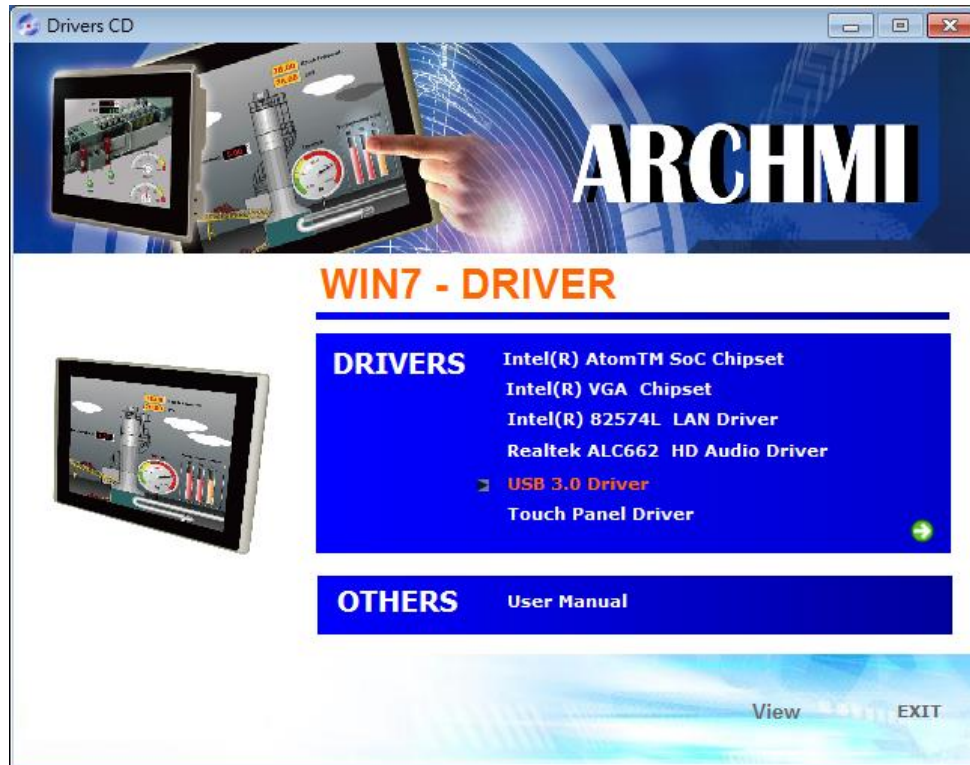 Drivers CD
ARCHMI
WIN7 - DRIVER
DRIVERS
Intel(R) AtomTM SoC Chipset
Intel(R) VGA Chipset
Intel(R) 82574L LAN Driver
Realtek ALC662 HD Audio Driver
USB 3.0 Driver
Touch Panel Driver
OTHERS
User Manual
View
EXIT